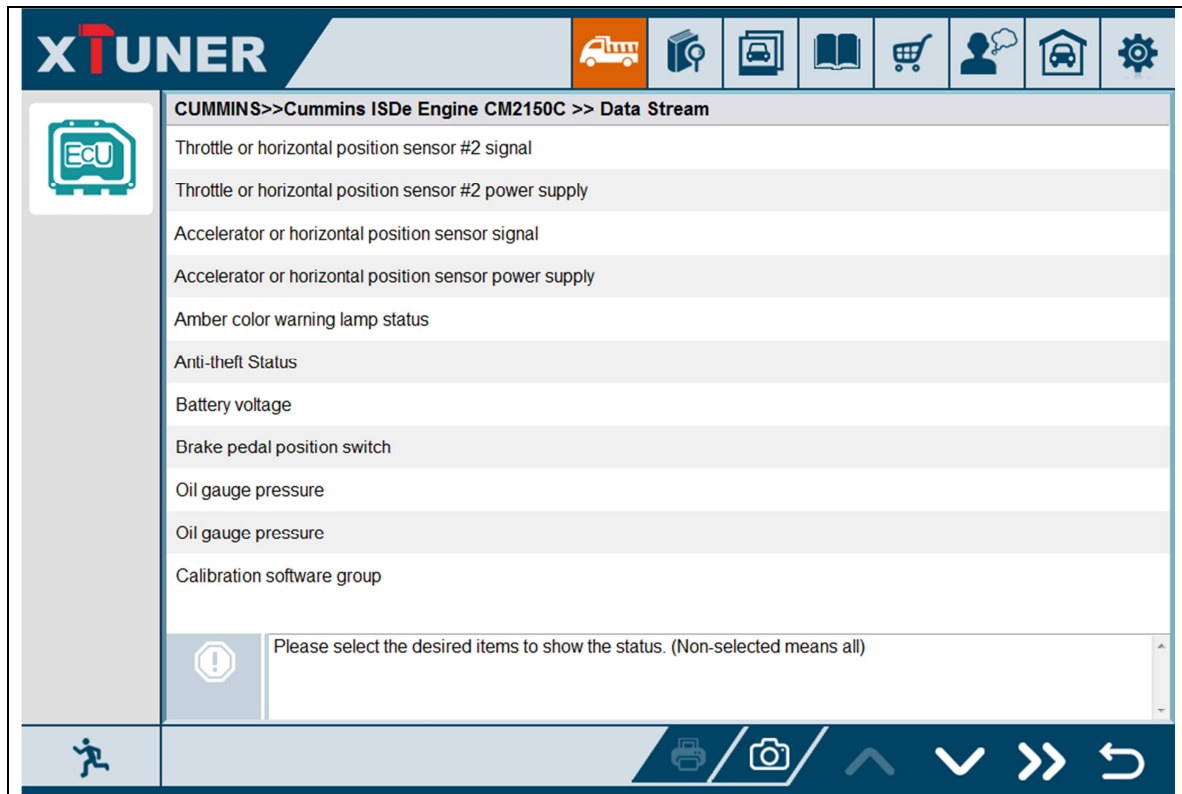 XTUNER
CUMMINS>>Cummins ISDe Engine CM2150C >> Data Stream
ECU
Throttle or horizontal position sensor #2 signal
Throttle or horizontal position sensor #2 power supply
Accelerator or horizontal position sensor signal
Accelerator or horizontal position sensor power supply
Amber color warning lamp status
Anti-theft Status
Battery voltage
Brake pedal position switch
Oil gauge pressure
Oil gauge pressure
Calibration software group
Please select the desired items to show the status. (Non-selected means all)